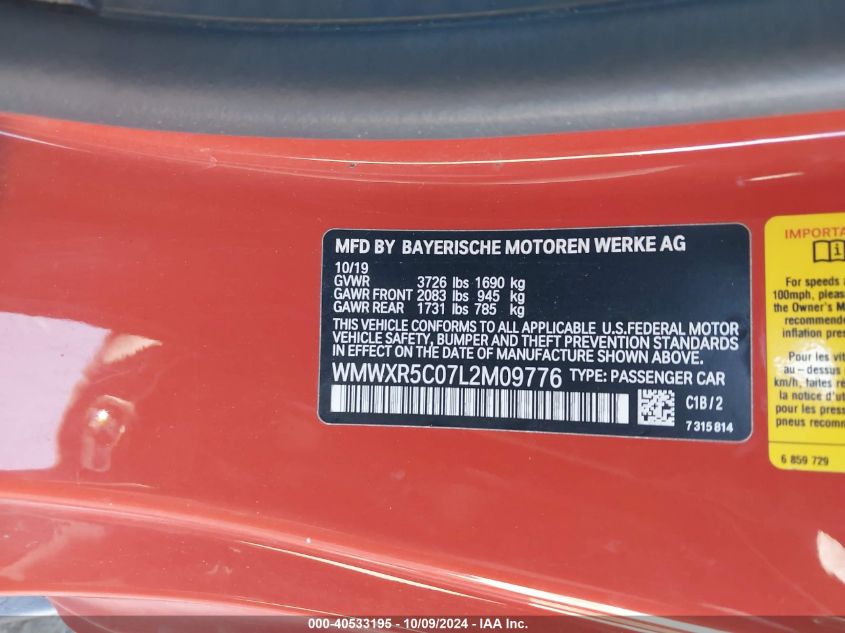 MFD BY BAYERISCHE MOTOREN WERKE AG
10/19
GVWR 3726 lbs 1690 kg
GAWR FRONT 2083 lbs 945 kg
GAWR REAR 1731 lbs 785 kg
THIS VEHICLE CONFORMS TO ALL APPLICABLE U.S.FEDERAL MOTOR
VEHICLE SAFETY, BUMPER AND THEFT PREVENTION STANDARDS
IN EFFECT ON THE DATE OF MANUFACTURE SHOWN ABOVE.
WMWXR5C07L2M09776 TYPE: PASSENGER CAR
C1B/2
7 315 814
For speeds
100mph, pleas
the Owner's M
recommende
inflation pres
Pour les vit
au – dessus
km/h, faites re
notice d'ut
pour les press
pneus recomm
6 859 729
000-40533195 - 10/09/2024 - IAA Inc.